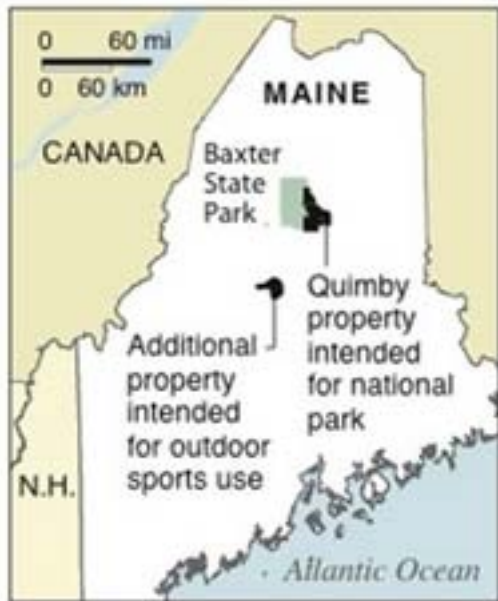 0 60 mi
0 60 km
MAINE
CANADA
Baxter
State
Park
Quimby
property
intended
for national
park
Additional
property
intended
for outdoor
sports use
N.H.
Atlantic Ocean